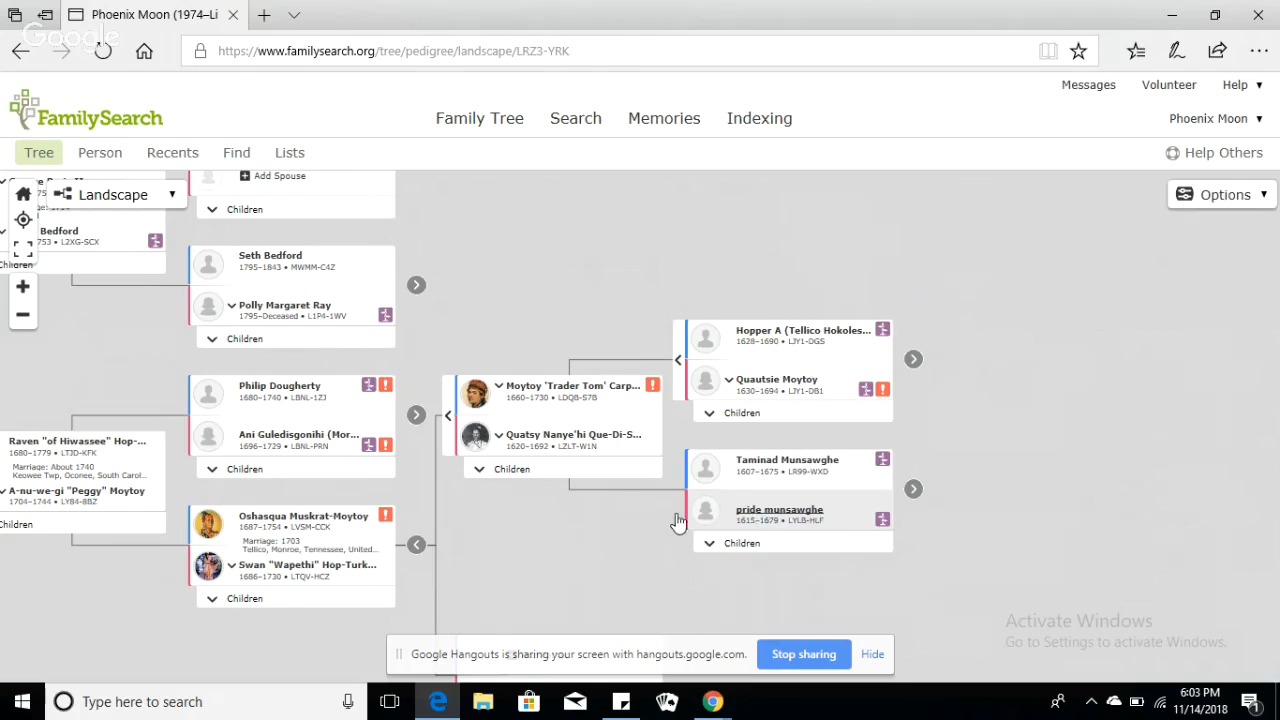 Phoenix Moon (1974–Li
Google
https://www.familysearch.org/tree/pedigree/landscape/LRZ3-YRK
Messages Volunteer Help
FamilySearch
Family Tree Search Memories Indexing
Phoenix Moon
Tree Person Recents Find Lists
Help Others
Landscape
Options
Add Spouse
Children
Bedford
753 • L2XG-SCX
Children
Seth Bedford
1795–1843 • MWMM-C4Z
Polly Margaret Ray
1795–Deceased • L1P4-1WV
Children
Philip Dougherty
1680–1740 • LBNL-1ZJ
Ani Guledisgonihi (Mor...
1696–1729 • LBNL-PRN
Children
Raven "of Hiwassee" Hop-...
1680–1779 • LTJD-KFK
Marriage: About 1740
Keowee Twp, Oconee, South Carol...
A-nu-we-gi "Peggy" Moytoy
1704–1744 • LY84-8BZ
Children
Oshasqua Muskrat-Moytoy
1687–1754 • LVSM-CCK
Marriage: 1703
Tellico, Monroe, Tennessee, United...
Swan "Wapethi" Hop-Turk...
1686–1730 • LTQV-HCZ
Children
Moytoy 'Trader Tom' Carp...
1660–1730 • LDQB-S7B
Quatsy Nanye'hi Que-Di-S...
1620–1692 • LZLT-W1N
Children
Hopper A (Tellico Hokoles...
1628–1690 • LJY1-DGS
Quautsie Moytoy
1630–1694 • LJY1-DB1
Children
Taminad Munsawghe
1607–1675 • LR99-WXD
pride munsawghe
1615–1679 • LYLB-HLF
Children
Activate Windows
Go to Settings to activate Windows.
Google Hangouts is sharing your screen with hangouts.google.com.
Stop sharing
Hide
Type here to search
6:03 PM
11/14/2018
1